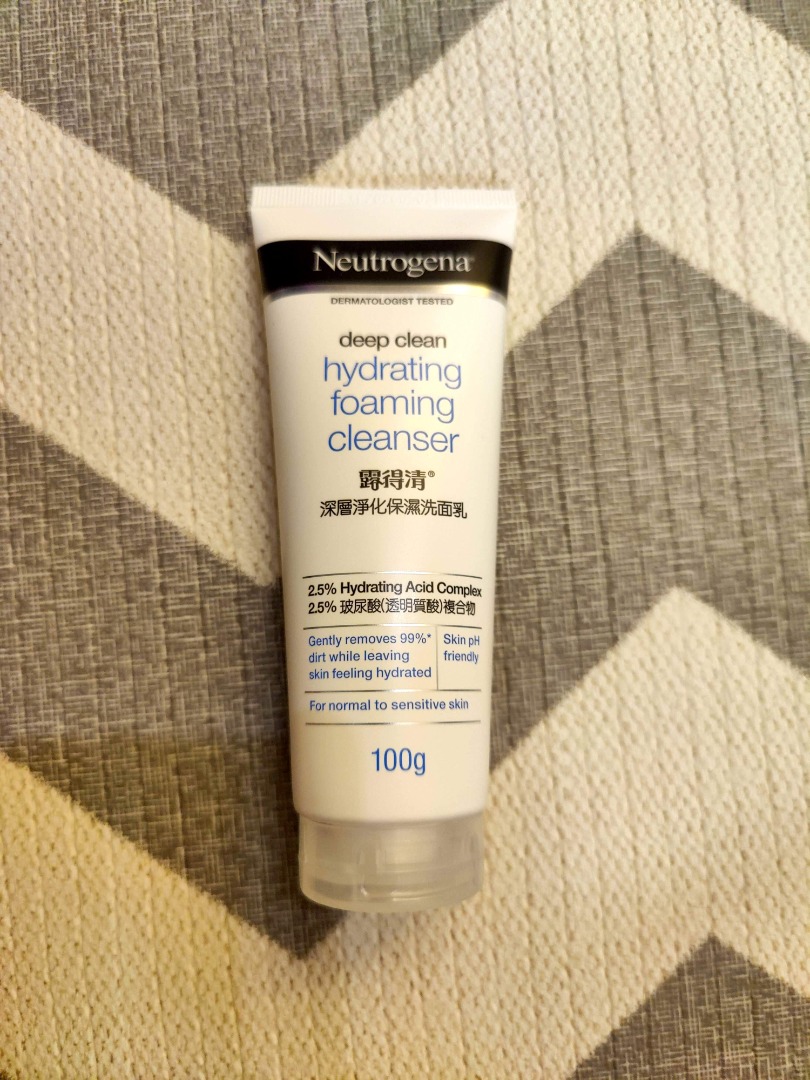 Neutrogena®
DERMATOLOGIST TESTED
deep clean
hydrating
foaming
cleanser
露得清®
深層淨化保濕洗面乳
2.5% Hydrating Acid Complex
2.5% 玻尿酸(透明質酸)複合物
Gently removes 99%*
dirt while leaving
skin feeling hydrated
Skin pH
friendly
For normal to sensitive skin
100g